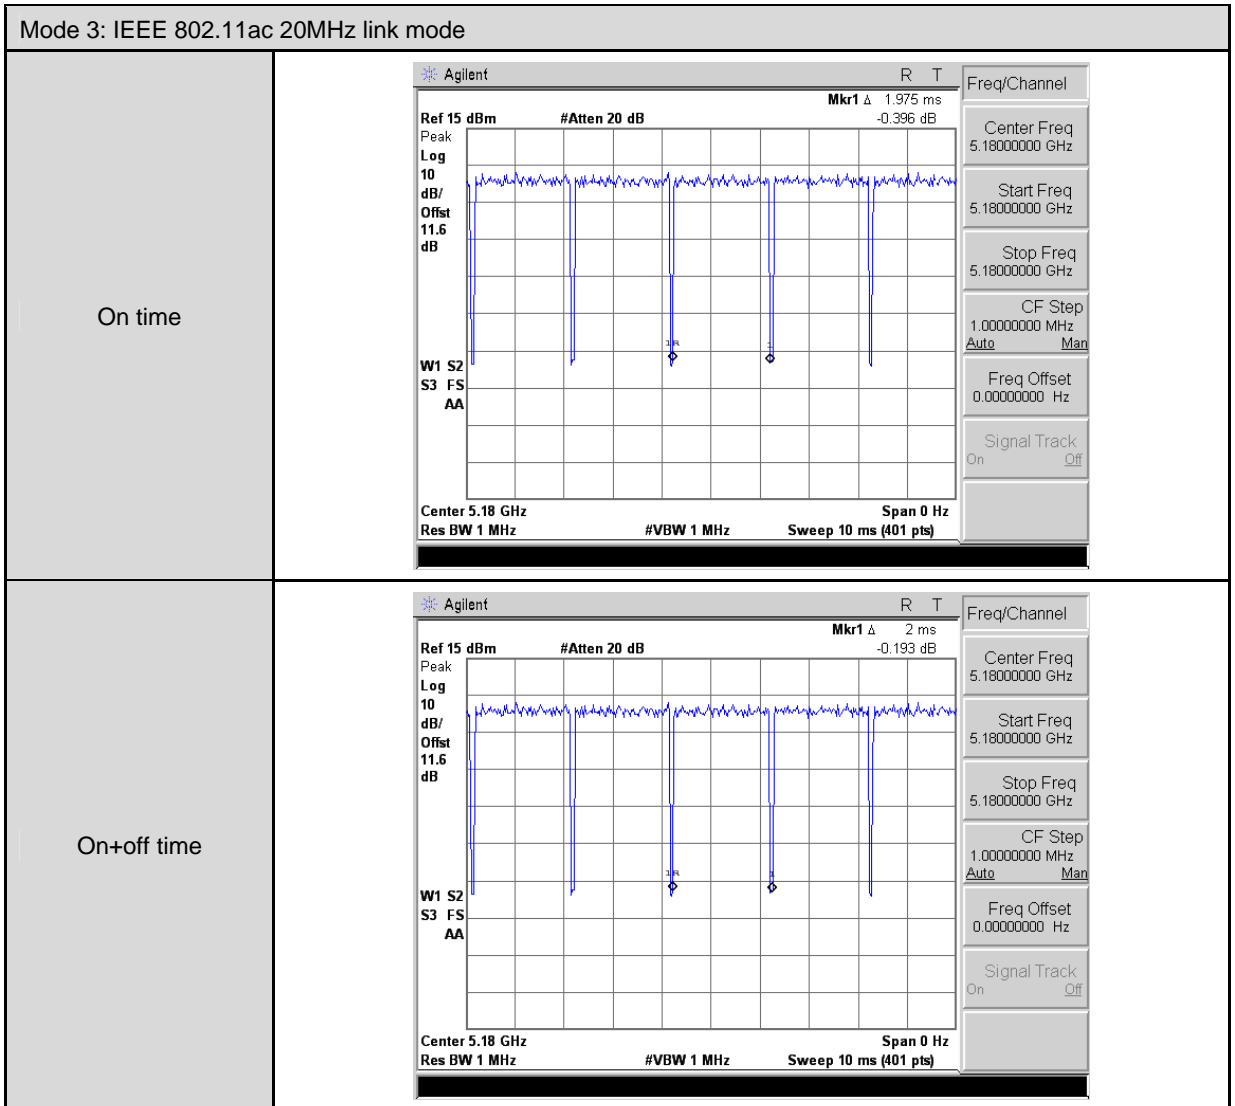 Mode 3: IEEE 802.11ac 20MHz link mode
On time
Agilent
R T
Mkr1 Δ 1.975 ms
Ref 15 dBm #Atten 20 dB -0.396 dB
Peak
Log
10
dB/
Offst
11.6
dB
1R
1
W1 S2
S3 FS
AA
Center 5.18 GHz Span 0 Hz
Res BW 1 MHz #VBW 1 MHz Sweep 10 ms (401 pts)
Freq/Channel
Center Freq
5.18000000 GHz
Start Freq
5.18000000 GHz
Stop Freq
5.18000000 GHz
CF Step
1.00000000 MHz
Auto Man
Freq Offset
0.00000000 Hz
Signal Track
On Off
On+off time
Agilent
R T
Mkr1 Δ 2 ms
Ref 15 dBm #Atten 20 dB -0.193 dB
Peak
Log
10
dB/
Offst
11.6
dB
1R
1
W1 S2
S3 FS
AA
Center 5.18 GHz Span 0 Hz
Res BW 1 MHz #VBW 1 MHz Sweep 10 ms (401 pts)
Freq/Channel
Center Freq
5.18000000 GHz
Start Freq
5.18000000 GHz
Stop Freq
5.18000000 GHz
CF Step
1.00000000 MHz
Auto Man
Freq Offset
0.00000000 Hz
Signal Track
On Off